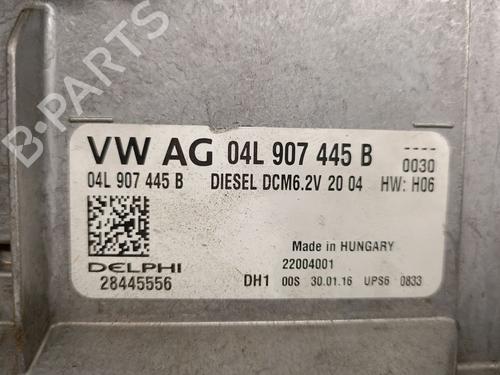 B-PARTS
VW AG 04L 907 445 B
----
0030
04L 907 445 B DIESEL DCM6.2V 20 04 HW: H06
Made in HUNGARY
DELPHI 22004001
28445556 DH1 00S 30.01.16 UPS6 0833